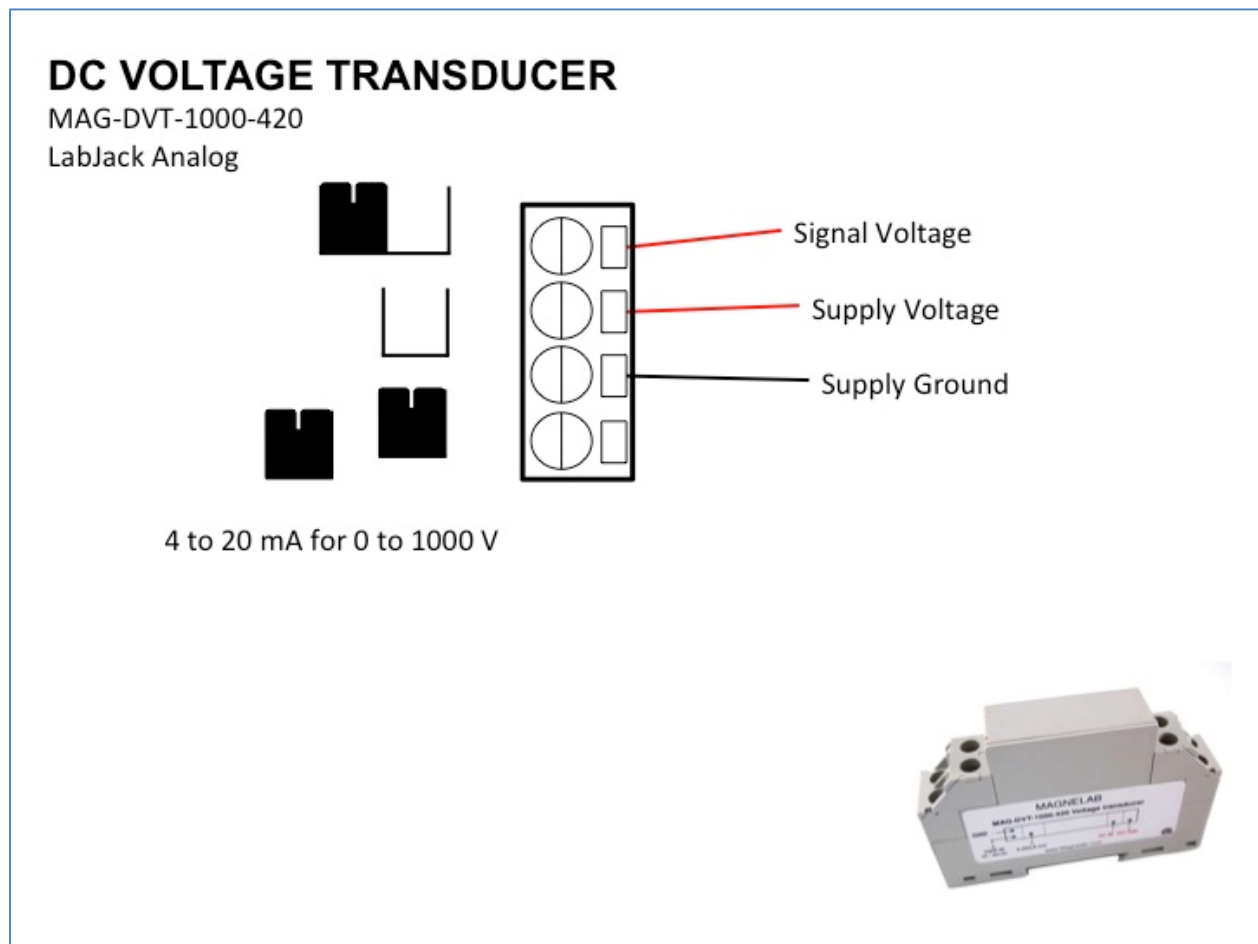 DC VOLTAGE TRANSDUCER
MAG-DVT-1000-420
LabJack Analog
Signal Voltage
Supply Voltage
Supply Ground
4 to 20 mA for 0 to 1000 V
MAGNELAB
MAG-DVT-1000-420 Voltage transducer